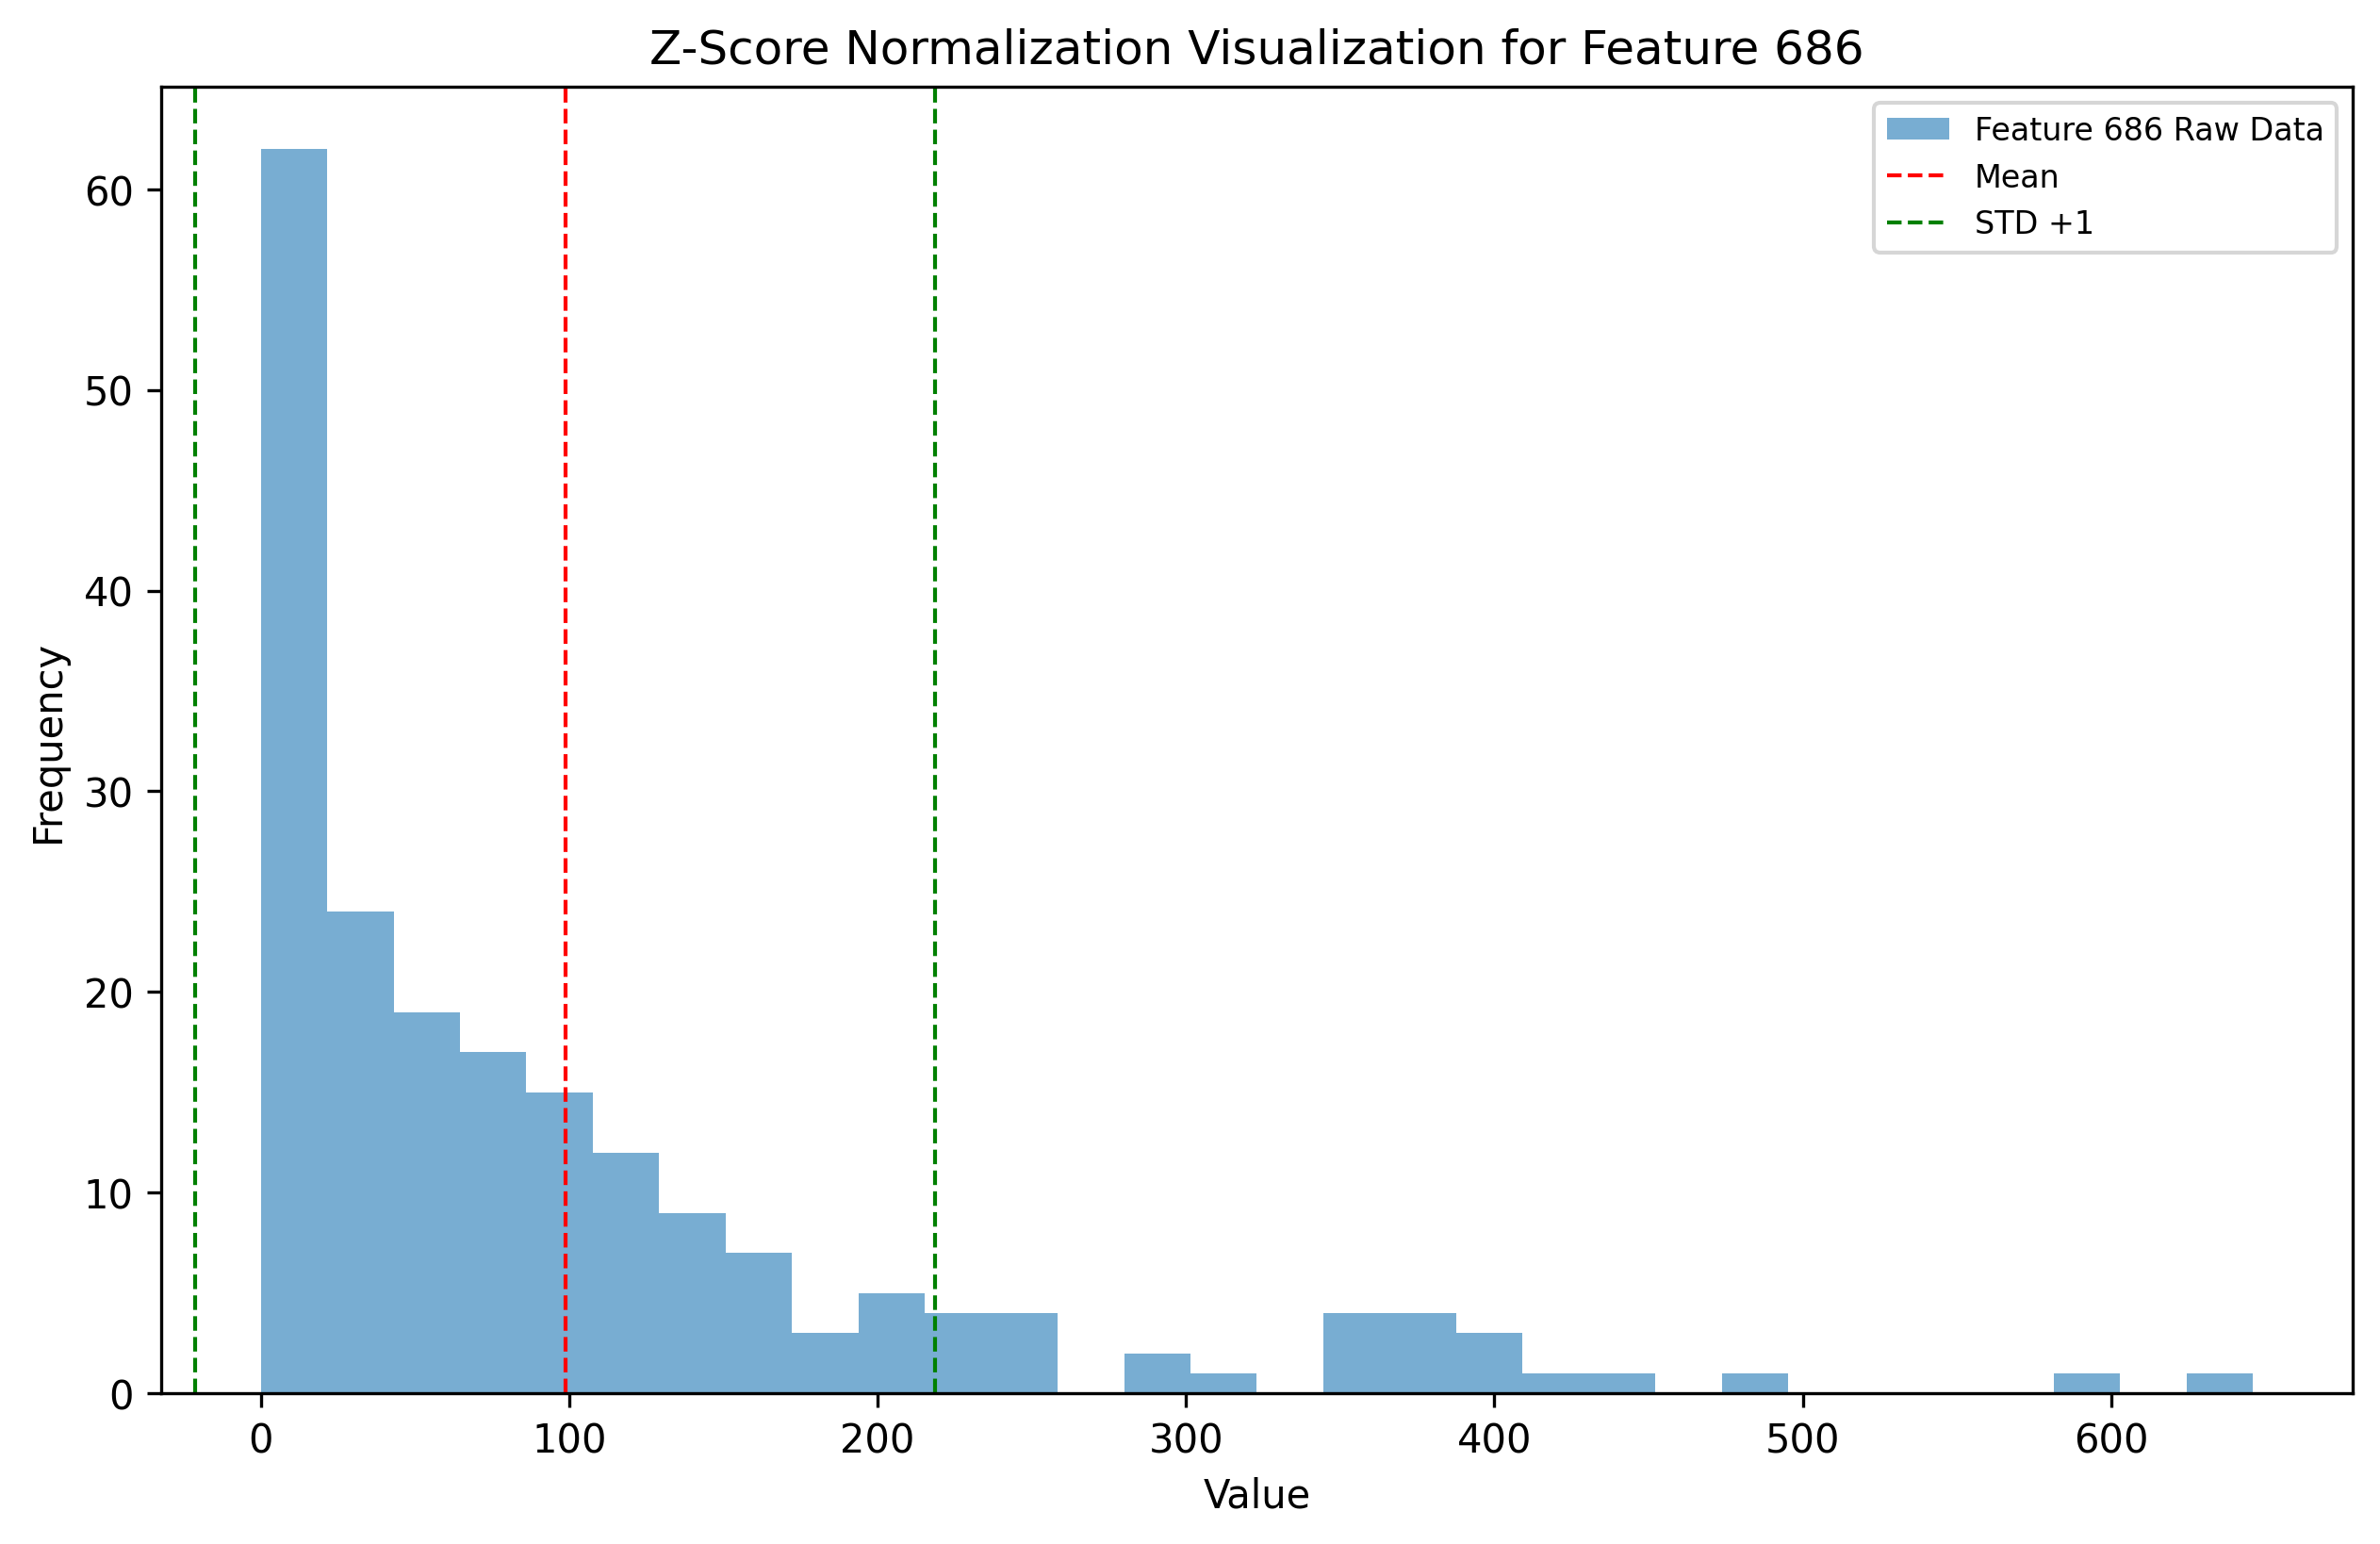 Z-Score Normalization Visualization for Feature 686
Feature 686 Raw Data
Mean
STD +1
60
50
40
30
20
10
0
Frequency
0 100 200 300 400 500 600
Value